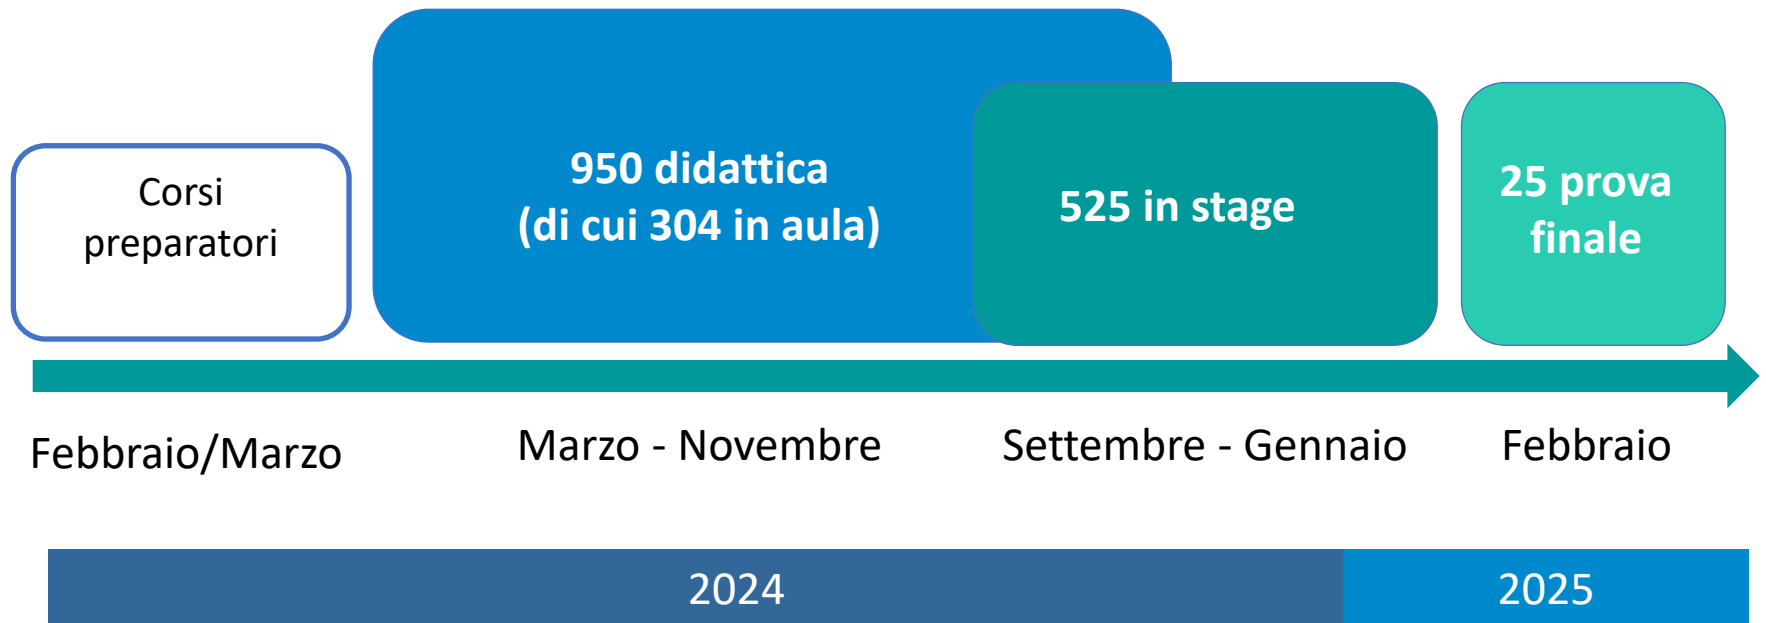 Corsi
preparatori
950 didattica
(di cui 304 in aula)
525 in stage
25 prova
finale
Febbraio/Marzo
Marzo - Novembre
Settembre - Gennaio
Febbraio
2024
2025